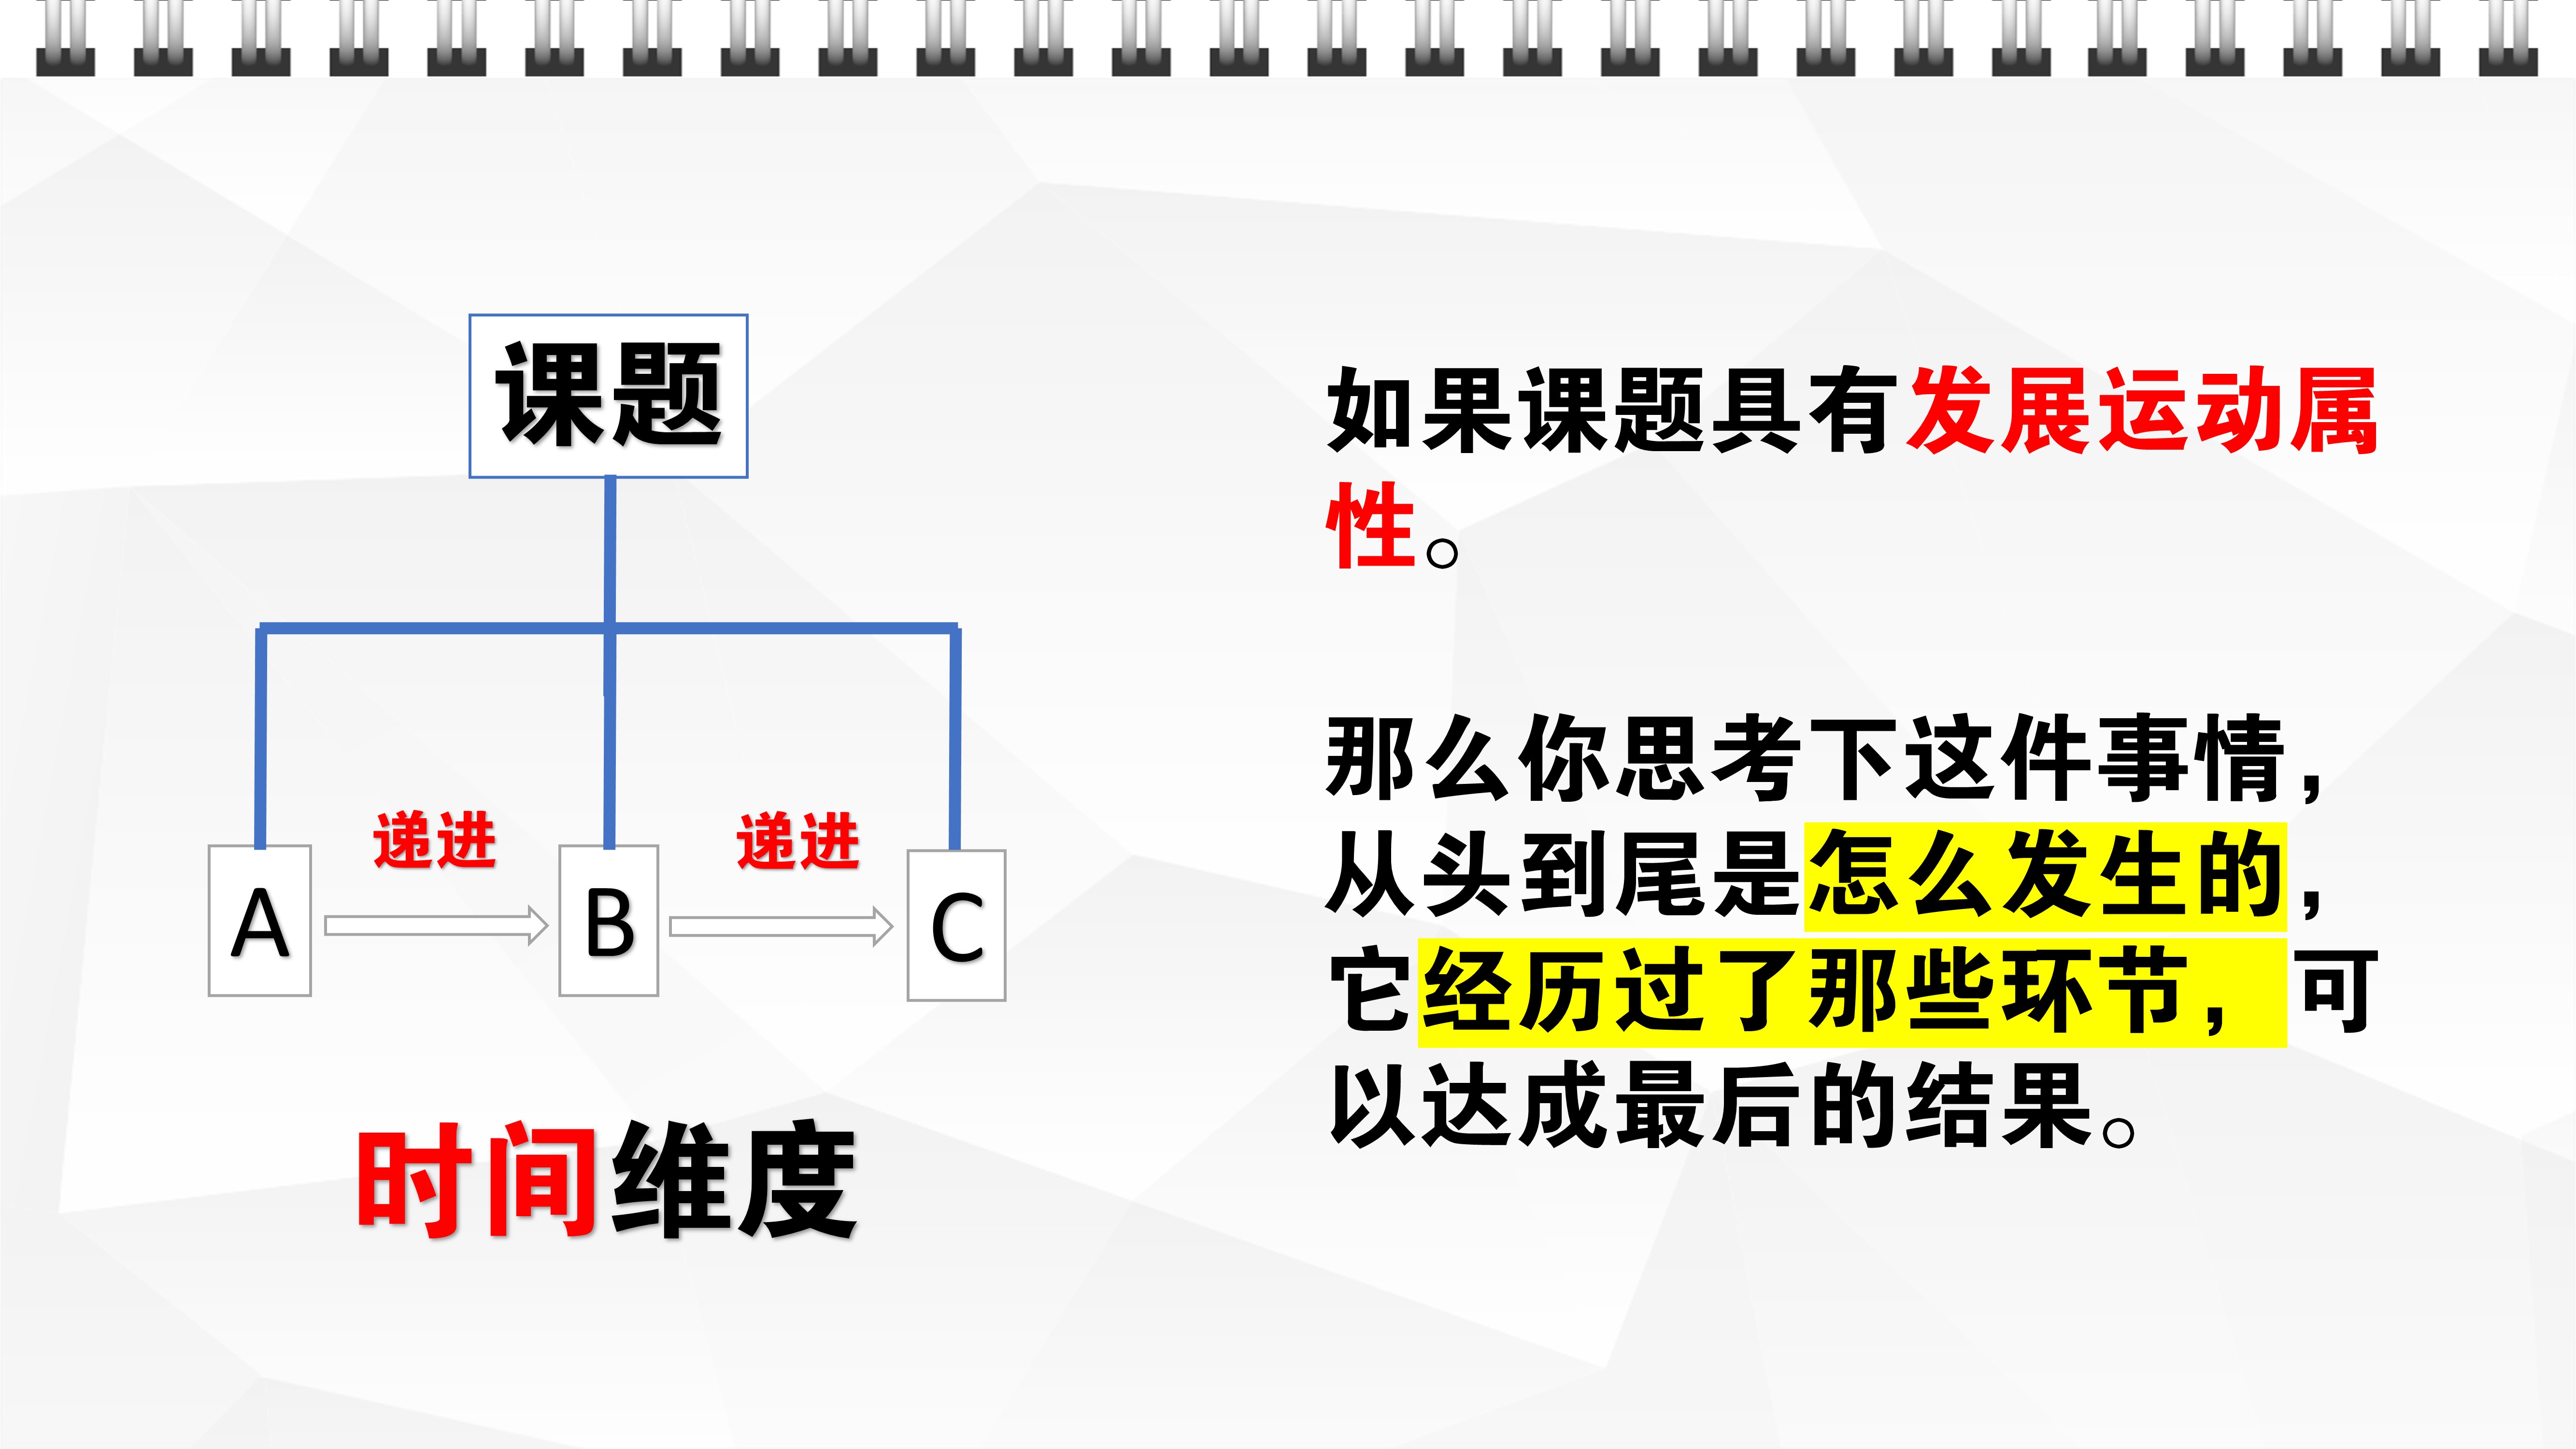 课题
递进 递进
A B C
时间维度
如果课题具有发展运动属
性。
那么你思考下这件事情，
从头到尾是怎么发生的，
它经历过了那些环节，可
以达成最后的结果。